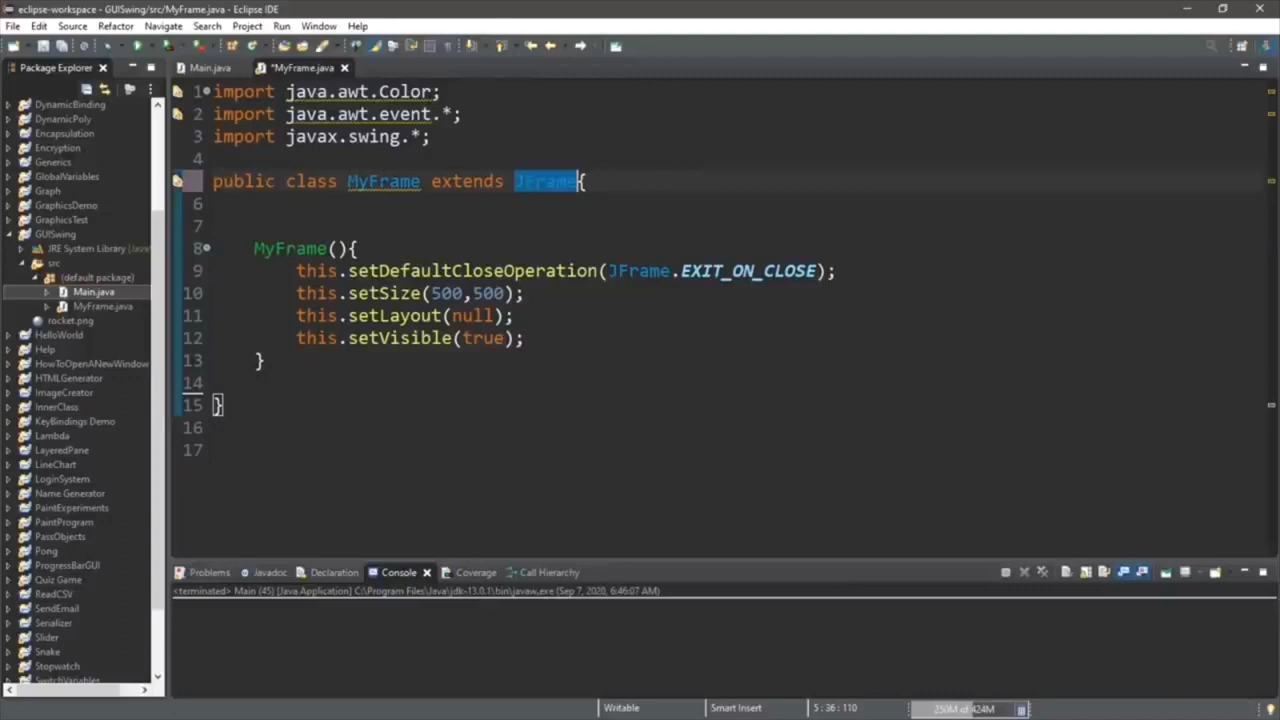 eclipse-workspace - GUISwing/src/MyFrame.java - Eclipse IDE
File Edit Source Refactor Navigate Search Project Run Window Help
Package Explorer
Main.java *MyFrame.java
DynamicBinding
DynamicPoly
Encapsulation
Encryption
Generics
GlobalVariables
Graph
GraphicsDemo
GraphicsTest
GUISwing
JRE System Library [Java
src
(default package)
Main.java
MyFrame.java
rocket.png
HelloWorld
Help
HowToOpenANewWindow
HTMLGenerator
ImageCreator
InnerClass
KeyBindings Demo
Lambda
LayeredPane
LineChart
LoginSystem
Name Generator
PaintExperiments
PaintProgram
PassObjects
Pong
ProgressBarGUI
Quiz Game
ReadCSV
SendEmail
Serializer
Slider
Snake
Stopwatch
SwitchVariables
1 import java.awt.Color;
2 import java.awt.event.*;
3 import javax.swing.*;
4
public class MyFrame extends JFrame{
6
7
8 MyFrame(){
9 this.setDefaultCloseOperation(JFrame.EXIT_ON_CLOSE);
10 this.setSize(500,500);
11 this.setLayout(null);
12 this.setVisible(true);
13 }
14
15 }
16
17
Problems Javadoc Declaration Console Coverage Call Hierarchy
<terminated> Main (45) [Java Application] C:\Program Files\Java\jdk-13.0.1\bin\javaw.exe (Sep 7, 2020, 6:46:07 AM)
Writable Smart Insert 5 : 36 : 110 250M of 424M